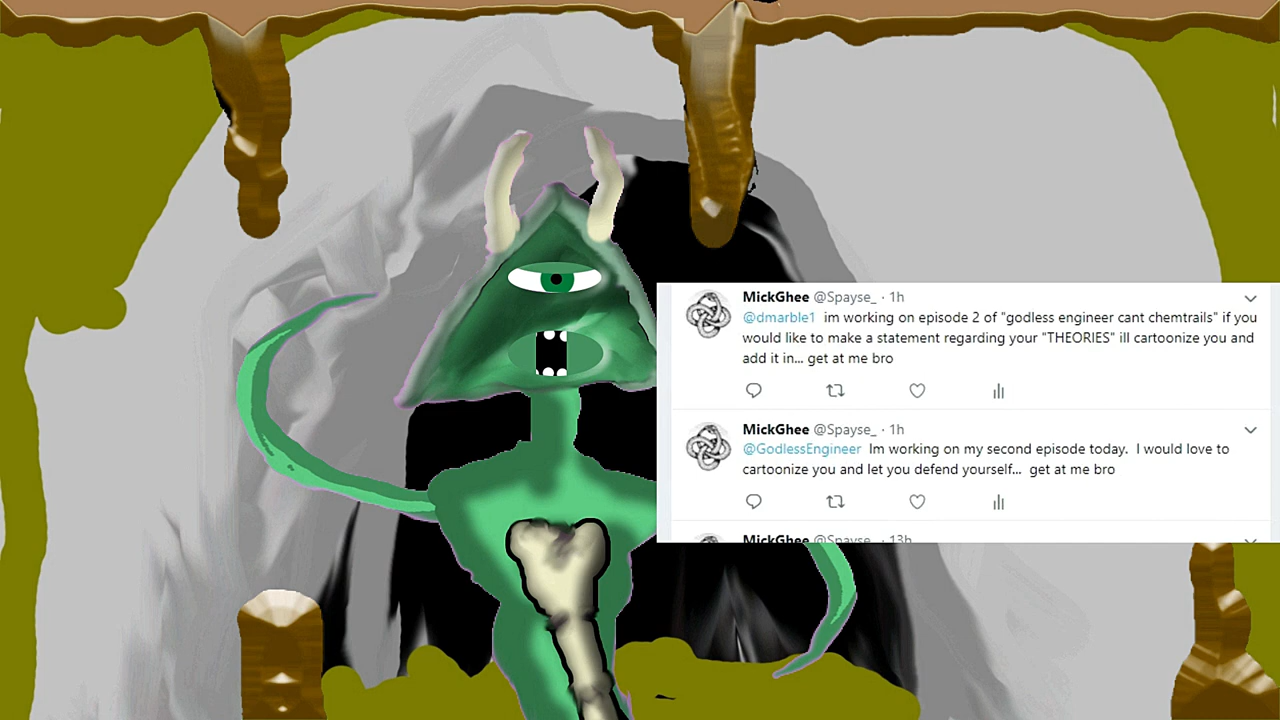 MickGhee @Spayse_ · 1h
@dmarble1 im working on episode 2 of "godless engineer cant chemtrails" if you
would like to make a statement regarding your "THEORIES" ill cartoonize you and
add it in... get at me bro
MickGhee @Spayse_ · 1h
@GodlessEngineer Im working on my second episode today. I would love to
cartoonize you and let you defend yourself... get at me bro
MickGhee @Spayse_ · 13h